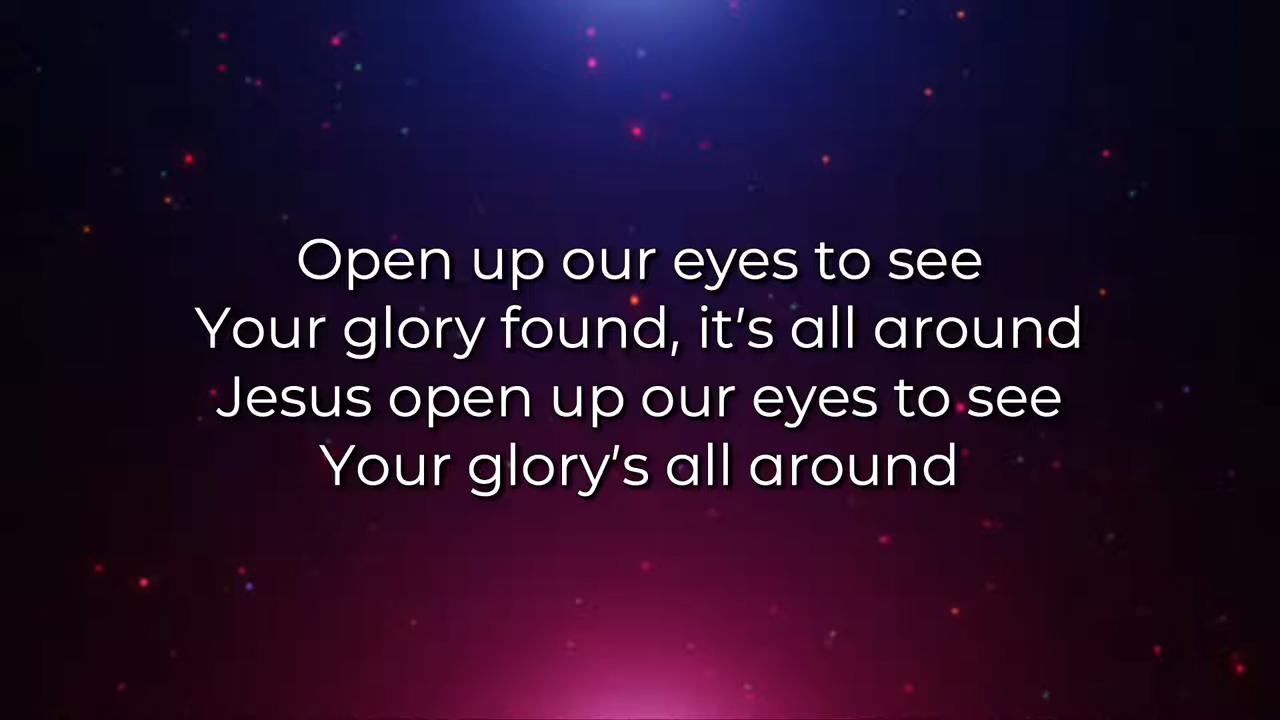 Open up our eyes to see
Your glory found, it's all around
Jesus open up our eyes to see
Your glory's all around